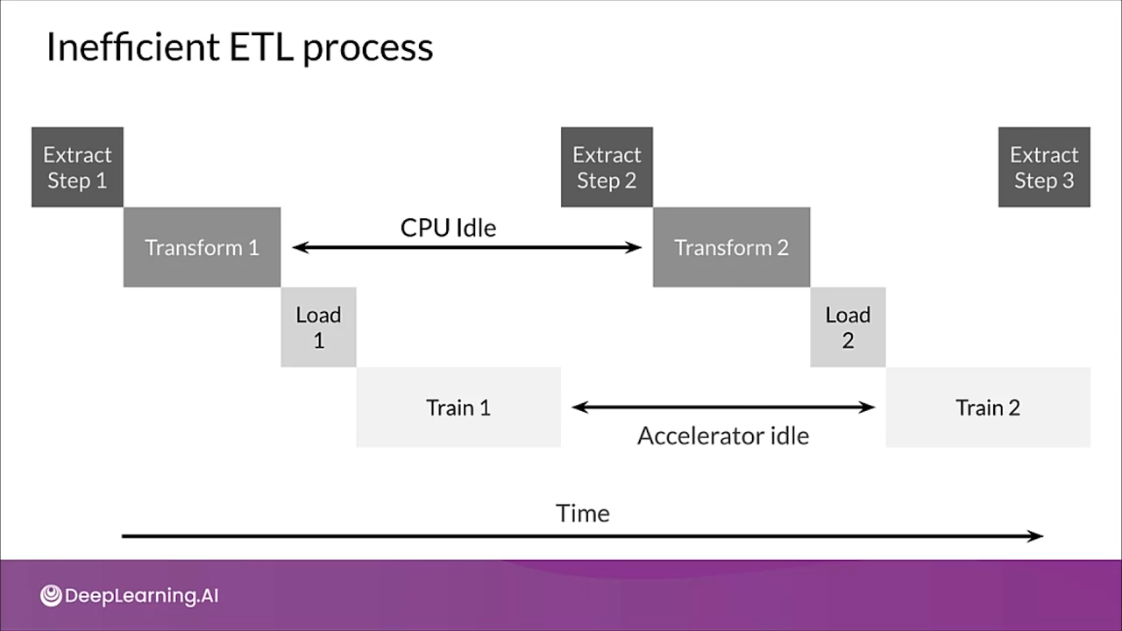 Inefficient ETL process
Extract
Step 1
Extract
Step 2
Extract
Step 3
Transform 1
CPU Idle
Transform 2
Load
1
Load
2
Train 1
Accelerator idle
Train 2
Time
DeepLearning.AI